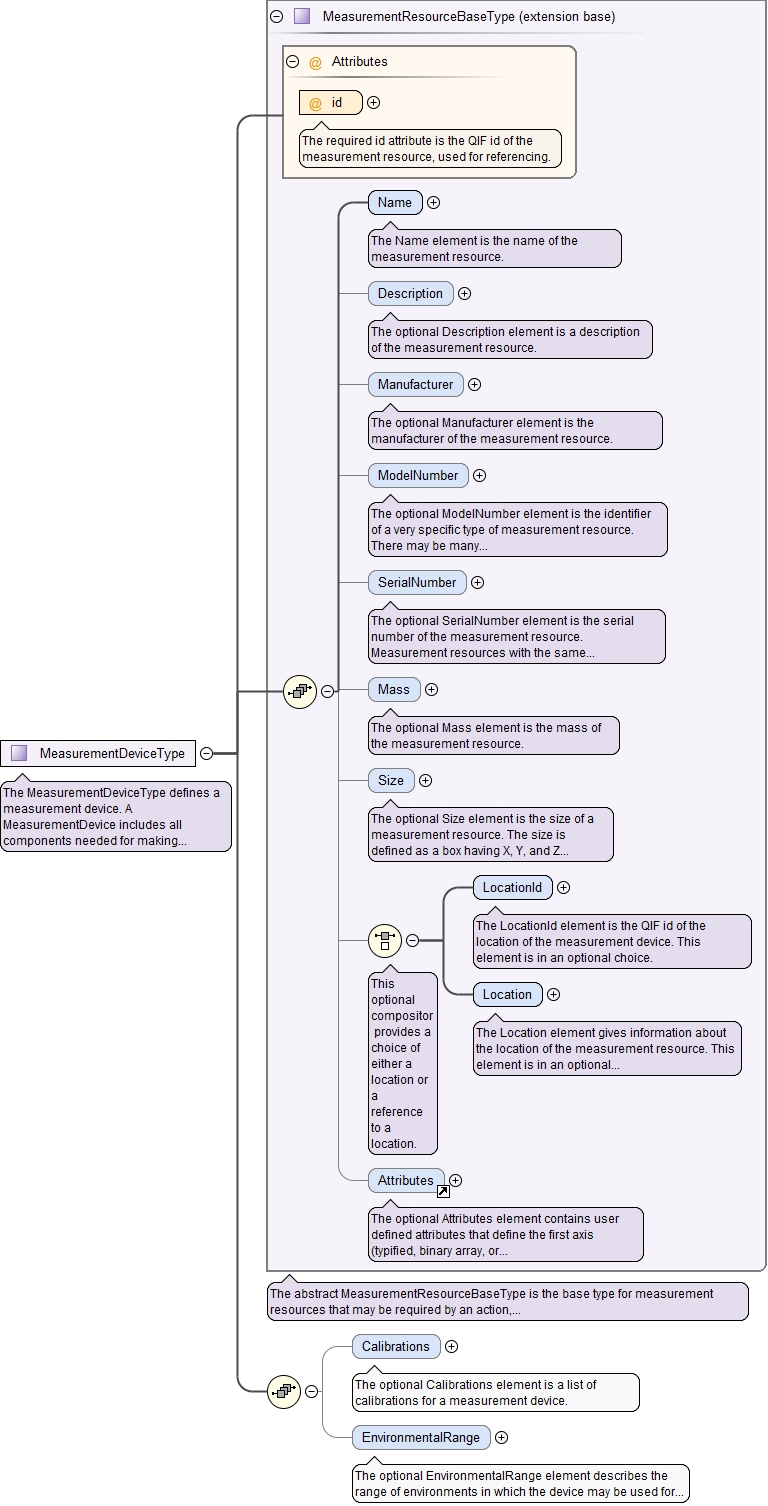 MeasurementResourceBaseType (extension base)
@ Attributes
@ id
The required id attribute is the QIF id of the
measurement resource, used for referencing.
Name
The Name element is the name of the
measurement resource.
Description
The optional Description element is a description
of the measurement resource.
Manufacturer
The optional Manufacturer element is the
manufacturer of the measurement resource.
ModelNumber
The optional ModelNumber element is the identifier
of a very specific type of measurement resource.
There may be many...
SerialNumber
The optional SerialNumber element is the serial
number of the measurement resource.
Measurement resources with the same...
Mass
The optional Mass element is the mass of
the measurement resource.
MeasurementDeviceType
The MeasurementDeviceType defines a
measurement device. A
MeasurementDevice includes all
components needed for making...
Size
The optional Size element is the size of a
measurement resource. The size is
defined as a box having X, Y, and Z...
LocationId
The LocationId element is the QIF id of the
location of the measurement device. This
element is in an optional choice.
Location
The Location element gives information about
the location of the measurement resource. This
element is in an optional...
This
optional
compositor
provides a
choice of
either a
location or
a
reference
to a
location.
Attributes
The optional Attributes element contains user
defined attributes that define the first axis
(typified, binary array, or...
The abstract MeasurementResourceBaseType is the base type for measurement
resources that may be required by an action,...
Calibrations
The optional Calibrations element is a list of
calibrations for a measurement device.
EnvironmentalRange
The optional EnvironmentalRange element describes the
range of environments in which the device may be used for...